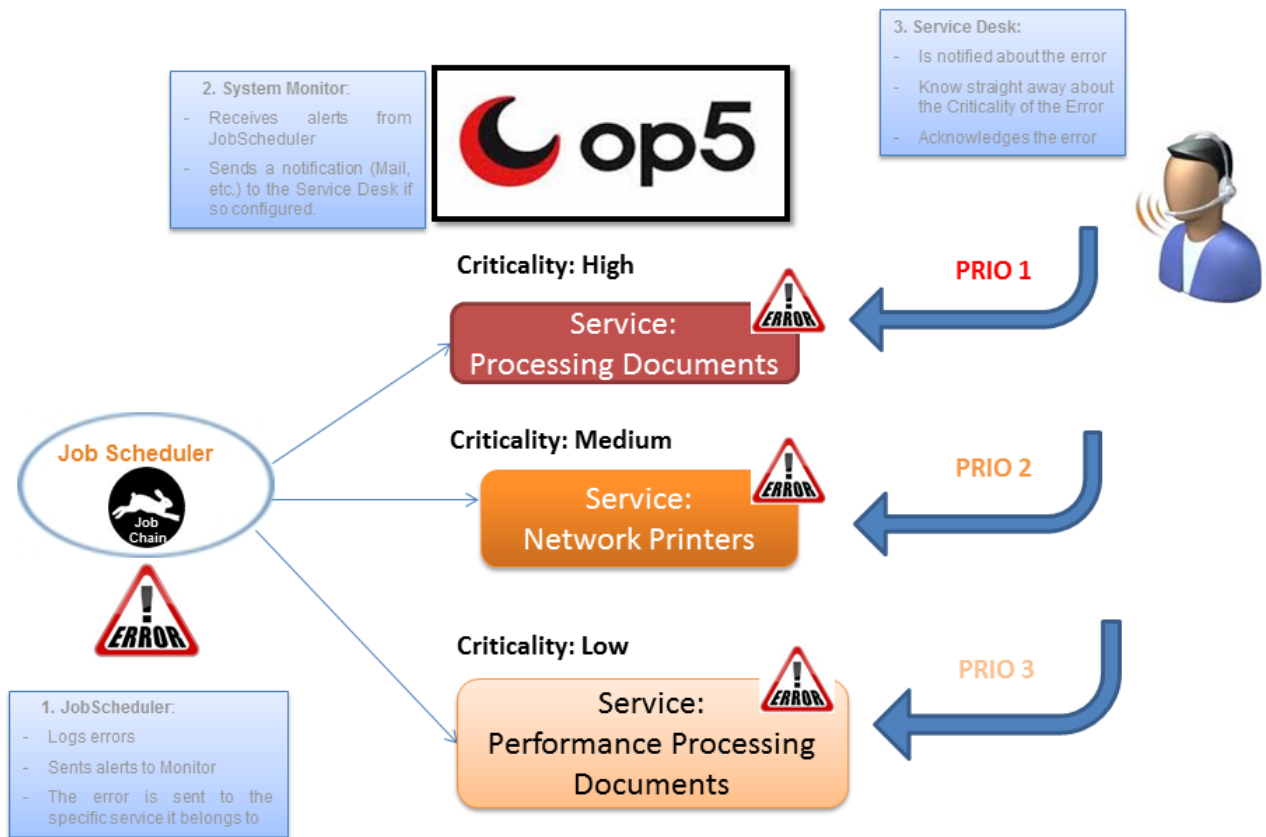 3. Service Desk:
- Is notified about the error
- Know straight away about
the Criticality of the Error
- Acknowledges the error
2. System Monitor:
- Receives alerts from
JobScheduler
- Sends a notification (Mail,
etc.) to the Service Desk if
so configured.
op5
Criticality: High
PRIO 1
ERROR
Service:
Processing Documents
Criticality: Medium
Job Scheduler
Job
Chain
ERROR
PRIO 2
Service:
Network Printers
ERROR
Criticality: Low
ERROR
PRIO 3
Service:
Performance Processing
Documents
1. JobScheduler:
- Logs errors
- Sents alerts to Monitor
- The error is sent to the
specific service it belongs to